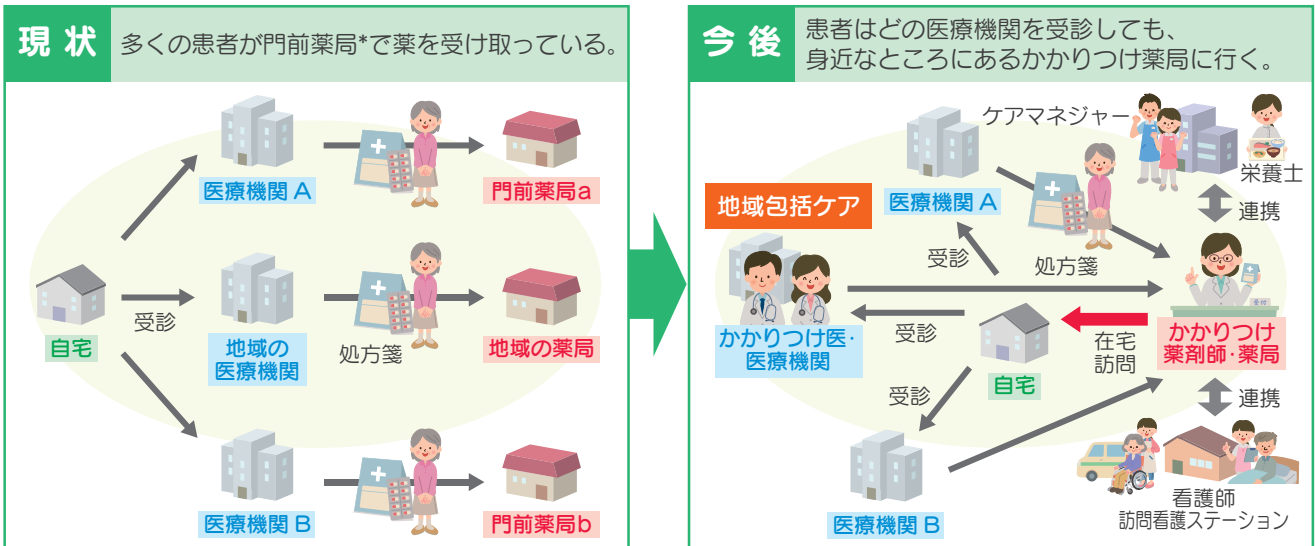 現状
多くの患者が門前薬局*で薬を受け取っている。
医療機関 A
門前薬局a
自宅
受診
地域の
医療機関
処方箋
地域の薬局
医療機関 B
門前薬局b
今後
患者はどの医療機関を受診しても、
身近なところにあるかかりつけ薬局に行く。
ケアマネジャー
栄養士
地域包括ケア
医療機関 A
連携
受診
処方箋
受付
かかりつけ医・
医療機関
受診
自宅
在宅
訪問
かかりつけ
薬剤師・薬局
受診
連携
医療機関 B
看護師
訪問看護ステーション